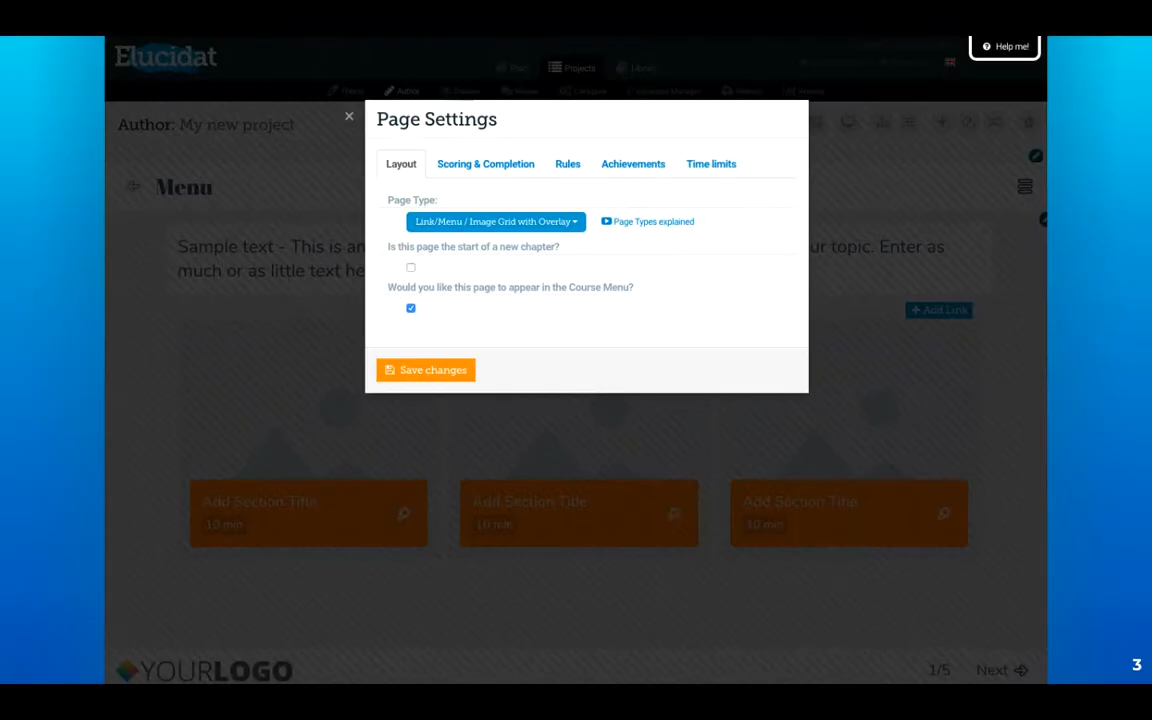 Elucidat
Help me!
Projects
Author
Author: My new project
Page Settings
Layout
Scoring & Completion
Rules
Achievements
Time limits
Page Type:
Link/Menu / Image Grid with Overlay
Page Types explained
Is this page the start of a new chapter?
Would you like this page to appear in the Course Menu?
Save changes
Menu
Sample text - This is an
ur topic. Enter as
much or as little text he
+ Add Link
Add Section Title
10 min
Add Section Title
10 min
Add Section Title
10 min
YOURLOGO
1/5
Next
3